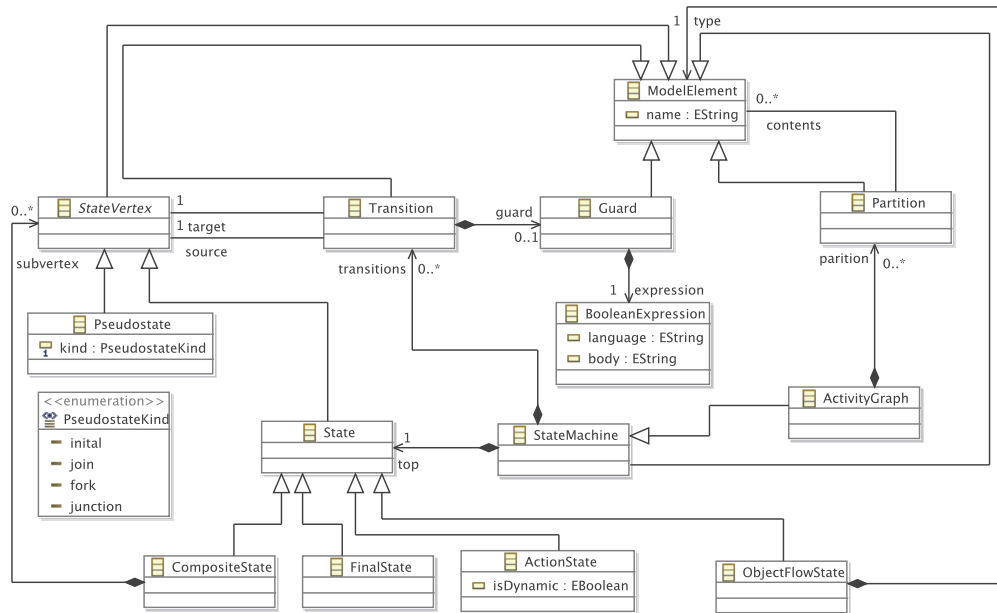 1 type
ModelElement
name : EString
0..*
contents
0..*
StateVertex
1
1 target
source
Transition
guard
0..1
Guard
Partition
subvertex
transitions
0..*
parition
0..*
1 expression
Pseudostate
kind : PseudostateKind
BooleanExpression
language : EString
body : EString
<<enumeration>>
PseudostateKind
inital
join
fork
junction
ActivityGraph
State
1
top
StateMachine
CompositeState
FinalState
ActionState
isDynamic : EBoolean
ObjectFlowState
1